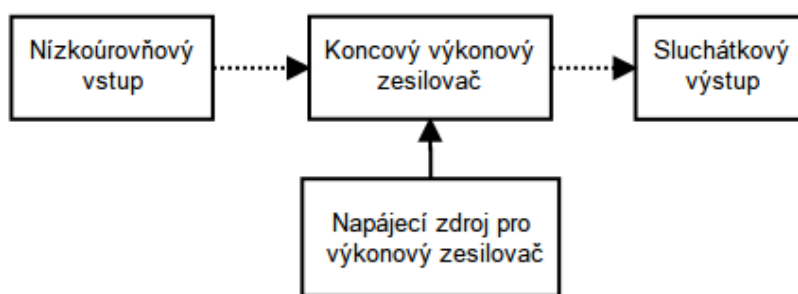 Nízkoúrovňový
vstup
Koncový výkonový
zesilovač
Sluchátkový
výstup
Napájecí zdroj pro
výkonový zesilovač